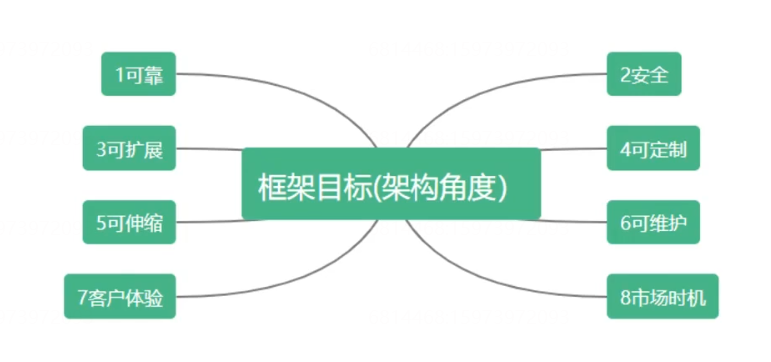 1可靠
2安全
3可扩展
4可定制
框架目标(架构角度）
5可伸缩
6可维护
7客户体验
8市场时机